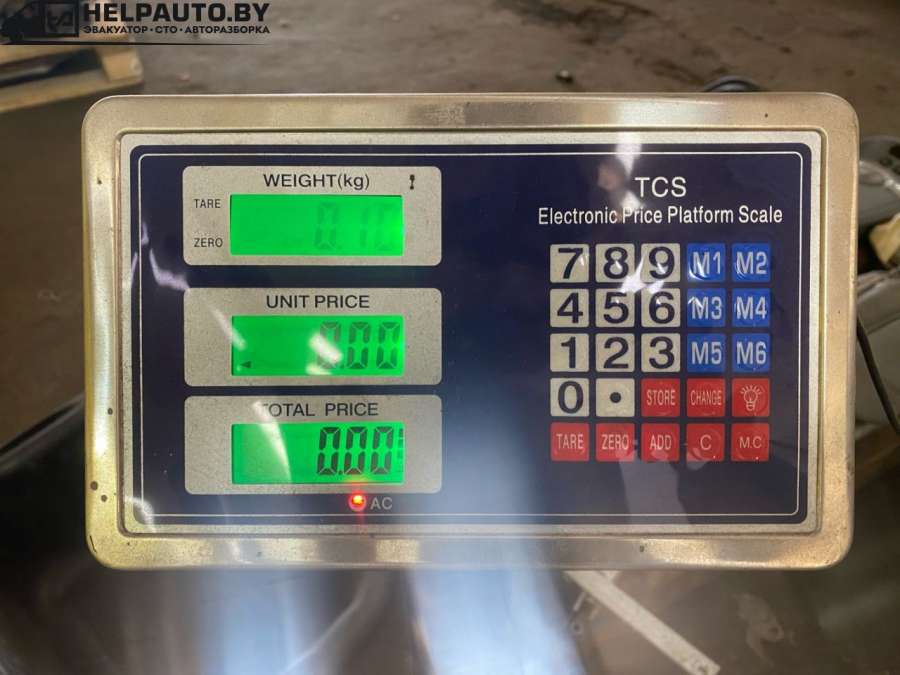 HELPAUTO.BY
ЭВАКУАТОР • СТО • АВТОРАЗБОРКА
WEIGHT(kg)
TARE
0.10
ZERO
UNIT PRICE
0.00
TOTAL PRICE
0.00
AC
TCS
Electronic Price Platform Scale
7 8 9 M1 M2
4 5 6 M3 M4
1 2 3 M5 M6
0 • STORE CHANGE
TARE ZERO ADD C M.C